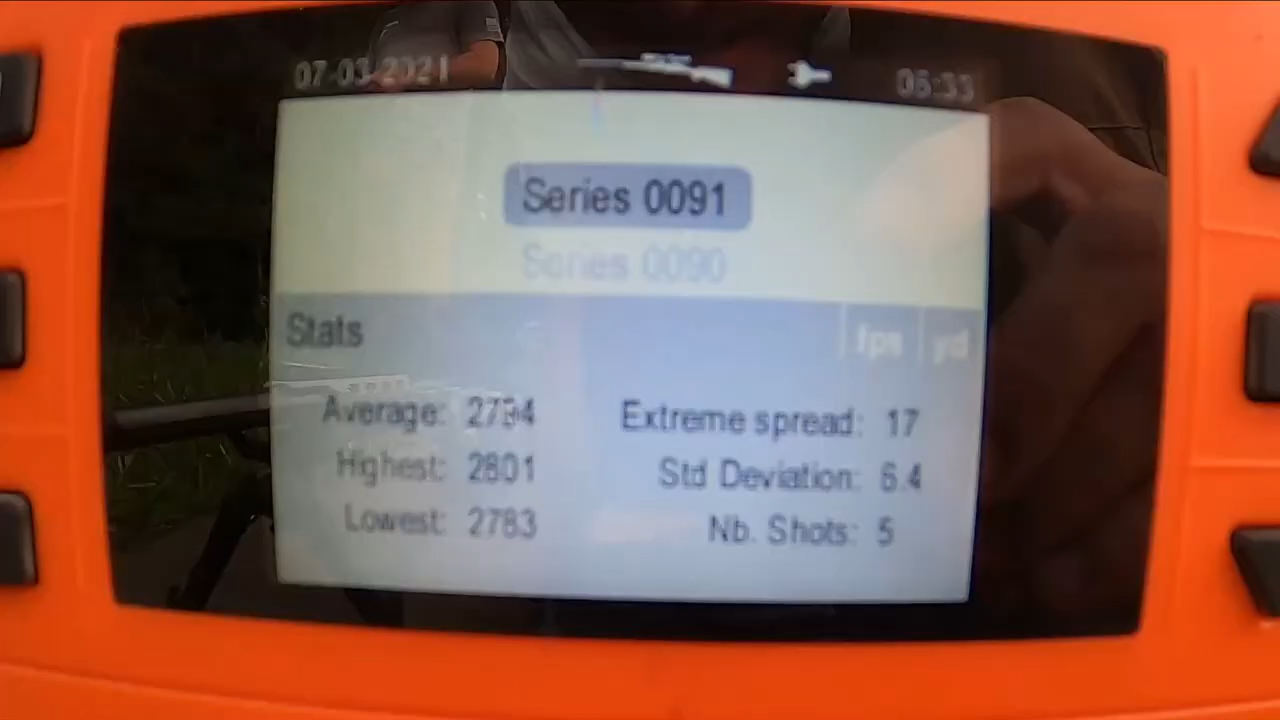 07-03-2021 05:33
Series 0091
Series 0090
Stats fps yd
Average: 2794 Extreme spread: 17
Highest: 2801 Std Deviation: 6.4
Lowest: 2783 Nb. Shots: 5